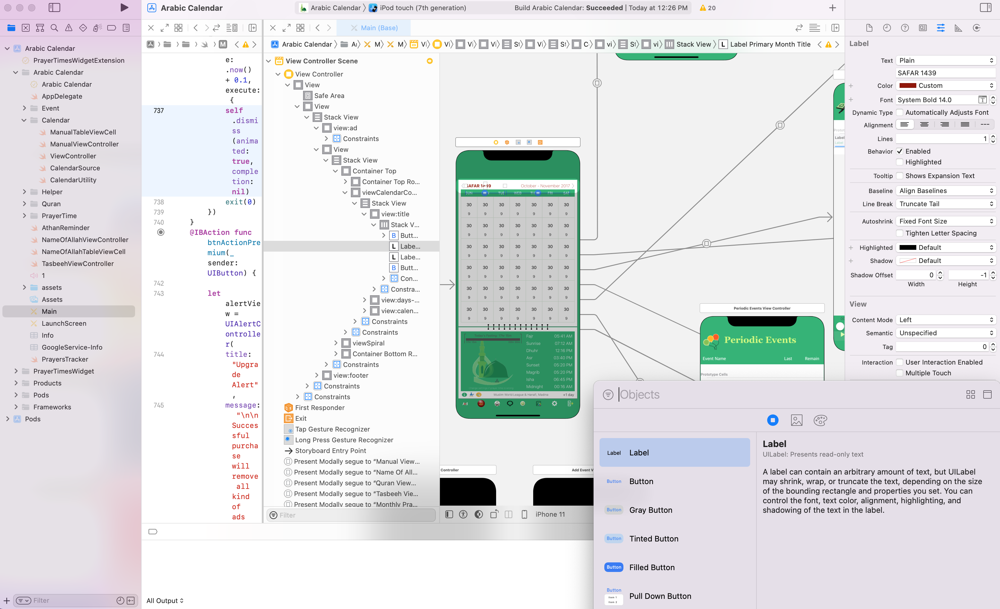 Arabic Calendar
Arabic Calendar
iPod touch (7th generation)
Build Arabic Calendar: Succeeded | Today at 12:26 PM
20
Main (Base)
Arabic Calendar
PrayerTimesWidgetExtension
Arabic Calendar
Arabic Calendar
AppDelegate
Event
Calendar
ManualTableViewCell
ManualViewController
ViewController
CalendarSource
CalendarUtility
Helper
Quran
PrayerTime
AthanReminder
NameOfAllahViewController
NameOfAllahTableViewCell
TasbeehViewController
1
assets
Assets
Main
LaunchScreen
Info
GoogleService-Info
PrayersTracker
PrayerTimesWidget
Products
Pods
Frameworks
Pods
Filter
M
e:
.now()
+ 0.1,
execute:
{
737
self
.dismi
ss
(anima
ted:
true,
comple
tion:
nil)
738 exit(0)
739 })
740 }
@IBAction func
btnActionPre
mium(_
sender:
UIButton) {
742
743 let
alertVie
w =
UIAlertC
ontrolle
r(
744 title:
"Upgra
de
Alert"
,
745 message:
"\n\n
Succes
sful
purcha
se
will
remove
all
kind
of
ads
All Output
Arabic Calendar Ai M M Vi Vi Vi Vi St Vi St C vi St vi Stack View L Label Primary Month Title
View Controller Scene
View Controller
View
Safe Area
View
Stack View
view:ad
Constraints
View
Stack View
Container Top
Container Top Ro...
viewCalendarCo...
Stack View
view:title
Stack V...
B Butt...
L Labe...
L Labe...
B Butt...
Con...
Constra...
view:days-...
view:calen...
Constraints
Constraints
viewSpiral
Container Bottom R...
Constraints
view:footer
Constraints
Constraints
First Responder
Exit
Tap Gesture Recognizer
Long Press Gesture Recognizer
Storyboard Entry Point
Present Modally segue to “Manual View...
Present Modally segue to “Name Of All...
Present Modally segue to “Quran View...
Present Modally segue to “Tasbeeh Vie...
Present Modally segue to “Monthly Pra...
Filter
October - November 2017
SUN TUE WED FRI SAT
30 30 30 30 30 30 30
9 9 9 9 9 9 9
30 30 30 30 30 30 30
9 9 9 9 9 9 9
30 30 30 30 30 30 30
9 9 9 9 9 9 9
30 30 30 30 30 30 30
9 9 9 9 9 9 9
30 30 30 30 30 30 30
9 9 9 9 9 9 9
30 30 30 30 30 30 30
9 9 9 9 9 9 9
Today's Fasting: 17hr 15m
Fajr 05:41 AM
Sunrise 07:12 AM
Dhuhr 12:16 PM
Asr 03:40 PM
Sunset 05:20 PM
Magrib 05:20 PM
Isha 06:45 PM
Midnight 00:16 AM
Muslim World League & Hanafi, Madina +1 day
Periodic Events View Controller
Periodic Events
Event Name Last Remain
Prototype Cells
Label
Label
Controller
Add Event V
iPhone 11
Label
Text Plain
SAFAR 1439
Color Custom
Font System Bold 14.0
Dynamic Type Automatically Adjusts Font
Alignment
Lines 1
Behavior Enabled
Highlighted
Tooltip Shows Expansion Text
Baseline Align Baselines
Line Break Truncate Tail
Autoshrink Fixed Font Size
Tighten Letter Spacing
Highlighted Default
Shadow Default
Shadow Offset 0 -1
Width Height
View
Content Mode Left
Semantic Unspecified
Tag 0
Interaction User Interaction Enabled
Multiple Touch
Objects
Label Label
Button Button
Button Gray Button
Button Tinted Button
Button Filled Button
Button
Item 1
Item 2
Pull Down Button
Label
UILabel: Presents read-only text
A label can contain an arbitrary amount of text, but UILabel
may shrink, wrap, or truncate the text, depending on the size
of the bounding rectangle and properties you set. You can
control the font, text color, alignment, highlighting, and
shadowing of the text in the label.